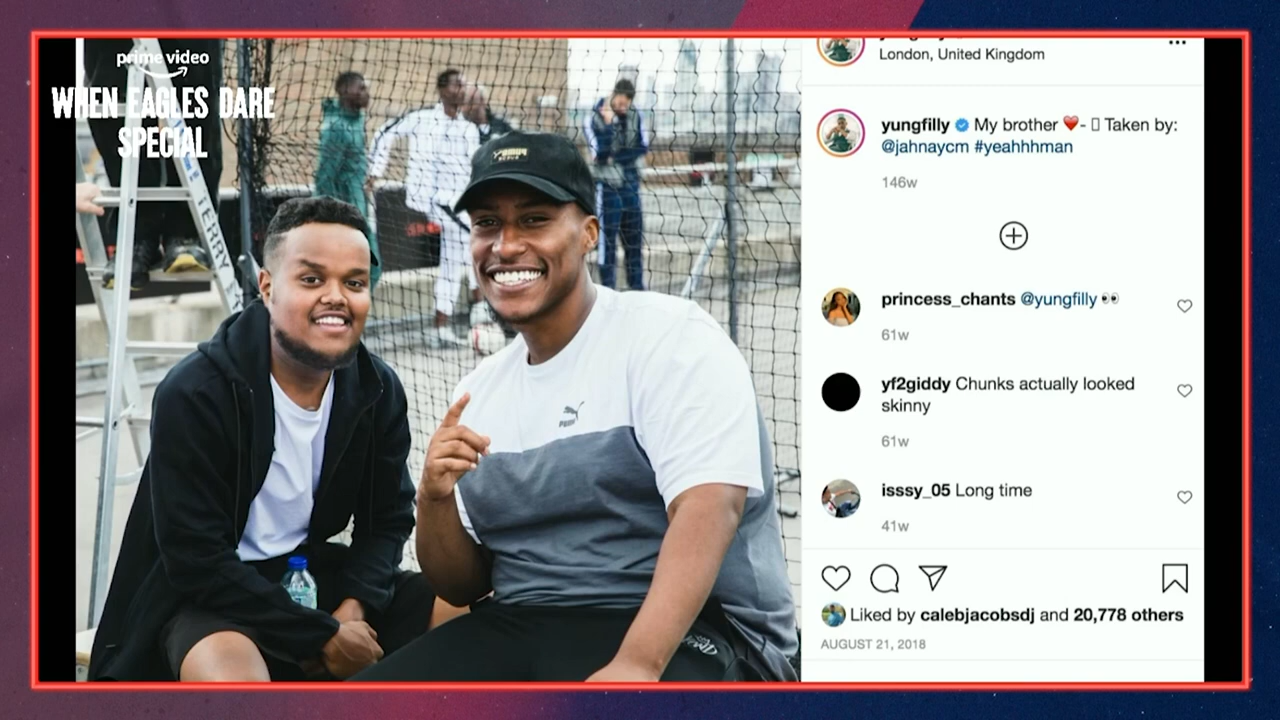 prime video
WHEN EAGLES DARE
SPECIAL
TERRY
PUMA
London, United Kingdom
yungfilly My brother ❤️- Taken by:
@jahnaycm #yeahhhman
146w
princess_chants @yungfilly 👀
61w
yf2giddy Chunks actually looked
skinny
61w
isssy_05 Long time
41w
Liked by calebjacobsdj and 20,778 others
AUGUST 21, 2018